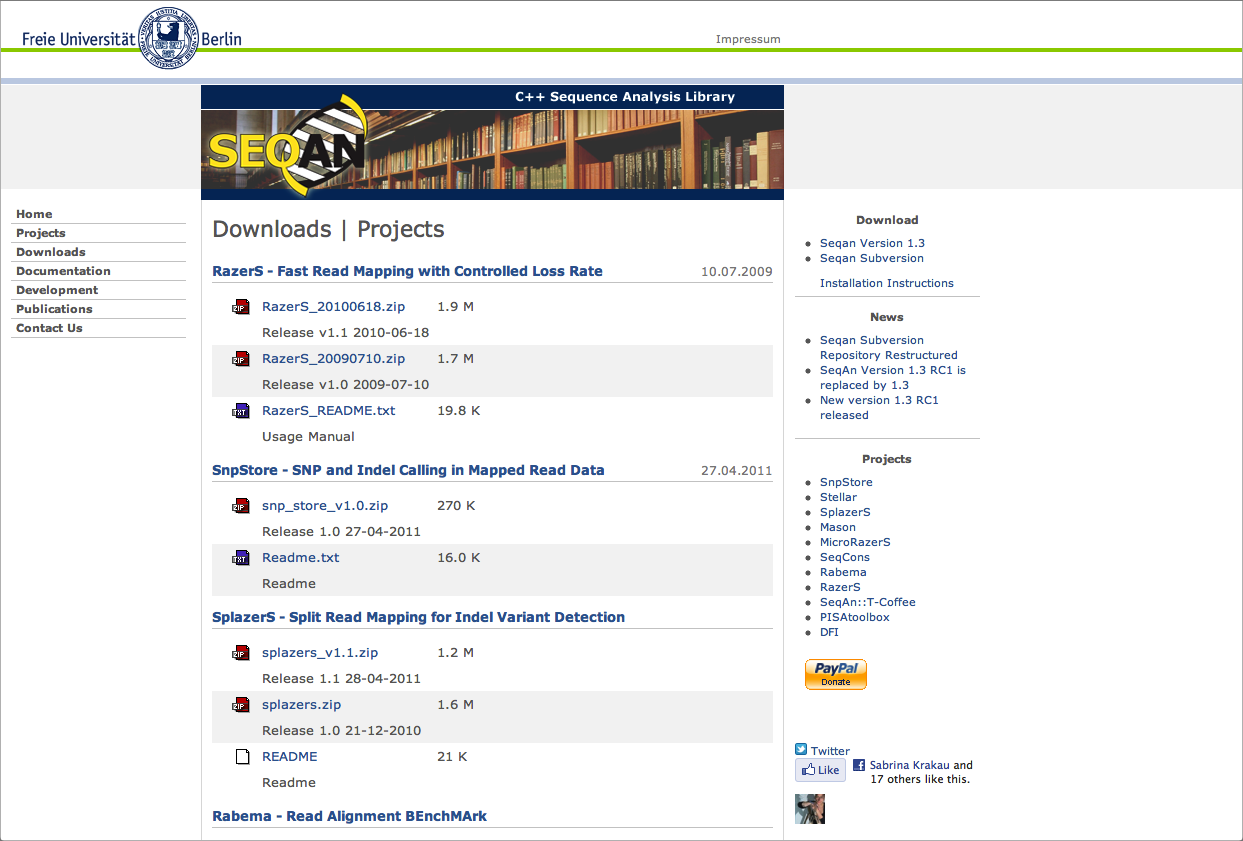 Freie Universität Berlin
Impressum
C++ Sequence Analysis Library
SEQAN
Home
Projects
Downloads
Documentation
Development
Publications
Contact Us
Downloads | Projects
RazerS - Fast Read Mapping with Controlled Loss Rate 10.07.2009
ZIP RazerS_20100618.zip 1.9 M
Release v1.1 2010-06-18
ZIP RazerS_20090710.zip 1.7 M
Release v1.0 2009-07-10
TXT RazerS_README.txt 19.8 K
Usage Manual
SnpStore - SNP and Indel Calling in Mapped Read Data 27.04.2011
ZIP snp_store_v1.0.zip 270 K
Release 1.0 27-04-2011
TXT Readme.txt 16.0 K
Readme
SplazerS - Split Read Mapping for Indel Variant Detection
ZIP splazers_v1.1.zip 1.2 M
Release 1.1 28-04-2011
ZIP splazers.zip 1.6 M
Release 1.0 21-12-2010
README 21 K
Readme
Rabema - Read Alignment BEnchMArk
Download
Seqan Version 1.3
Seqan Subversion
Installation Instructions
News
Seqan Subversion
Repository Restructured
SeqAn Version 1.3 RC1 is
replaced by 1.3
New version 1.3 RC1
released
Projects
SnpStore
Stellar
SplazerS
Mason
MicroRazerS
SeqCons
Rabema
RazerS
SeqAn::T-Coffee
PISAtoolbox
DFI
PayPal
Donate
Twitter
Like Sabrina Krakau and
17 others like this.